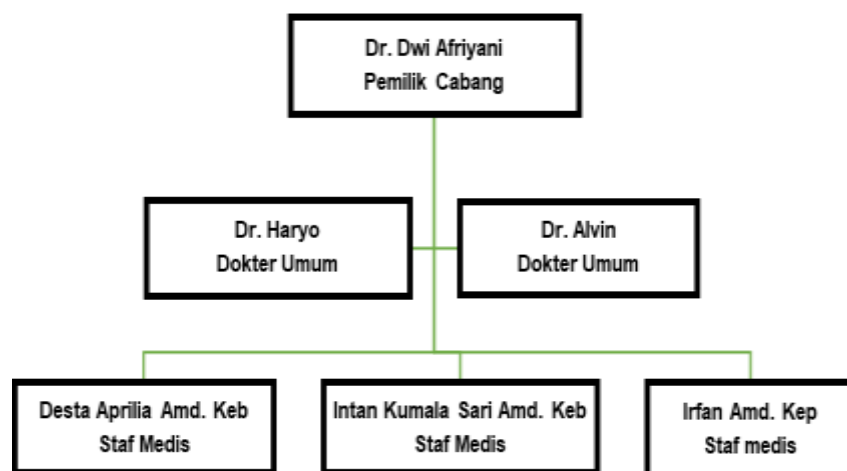 Dr. Dwi Afriyani
Pemilik Cabang
Dr. Haryo
Dokter Umum
Dr. Alvin
Dokter Umum
Desta Aprilia Amd. Keb
Staf Medis
Intan Kumala Sari Amd. Keb
Staf Medis
Irfan Amd. Kep
Staf medis